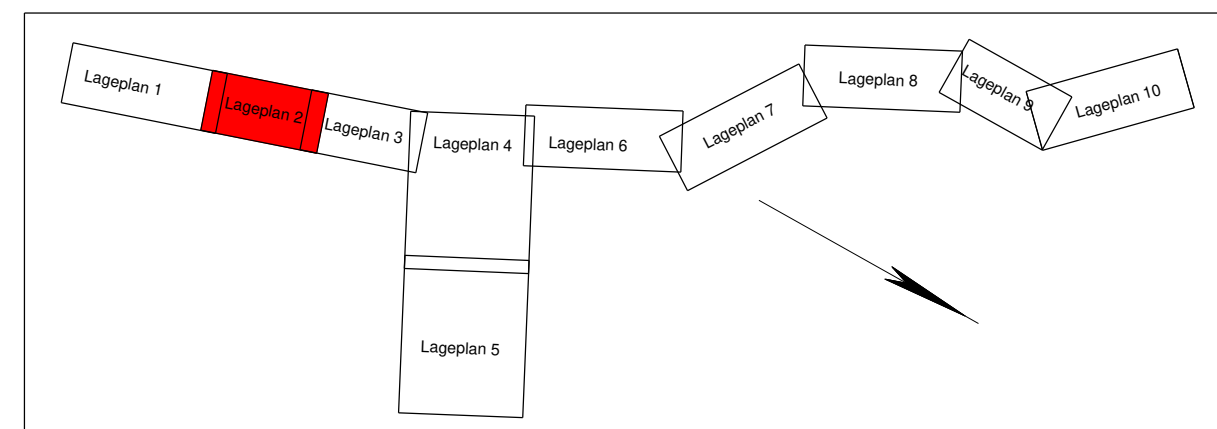 Lageplan 1
Lageplan 2
Lageplan 3
Lageplan 4
Lageplan 5
Lageplan 6
Lageplan 7
Lageplan 8
Lageplan 9
Lageplan 10